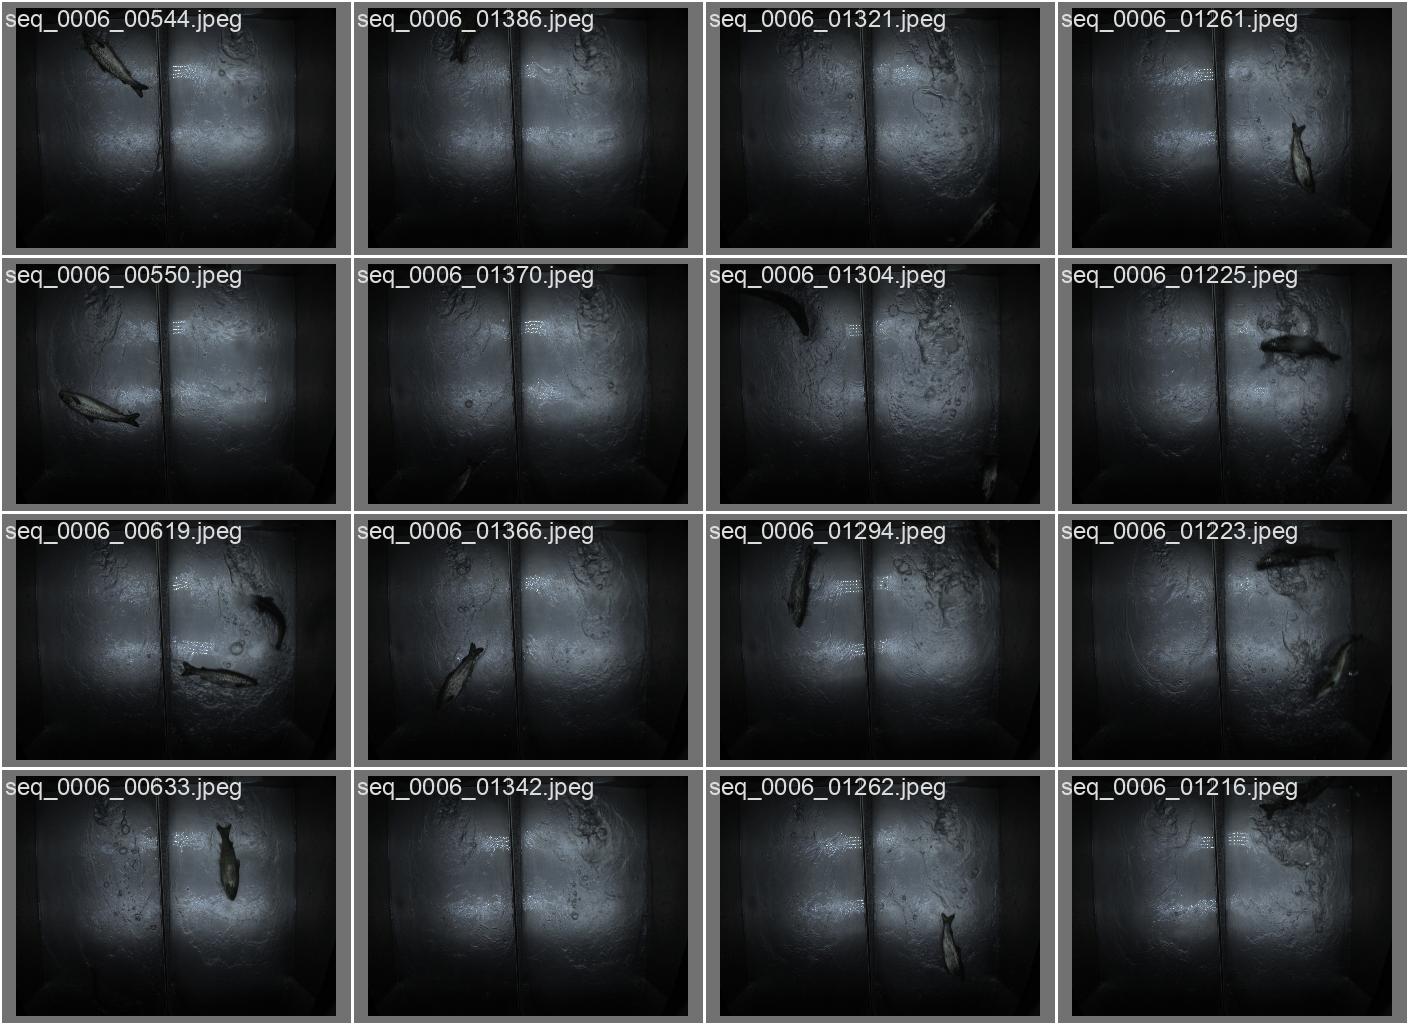 seq_0006_00544.jpeg
seq_0006_01386.jpeg
seq_0006_01321.jpeg
seq_0006_01261.jpeg
seq_0006_00550.jpeg
seq_0006_01370.jpeg
seq_0006_01304.jpeg
seq_0006_01225.jpeg
seq_0006_00619.jpeg
seq_0006_01366.jpeg
seq_0006_01294.jpeg
seq_0006_01223.jpeg
seq_0006_00633.jpeg
seq_0006_01342.jpeg
seq_0006_01262.jpeg
seq_0006_01216.jpeg